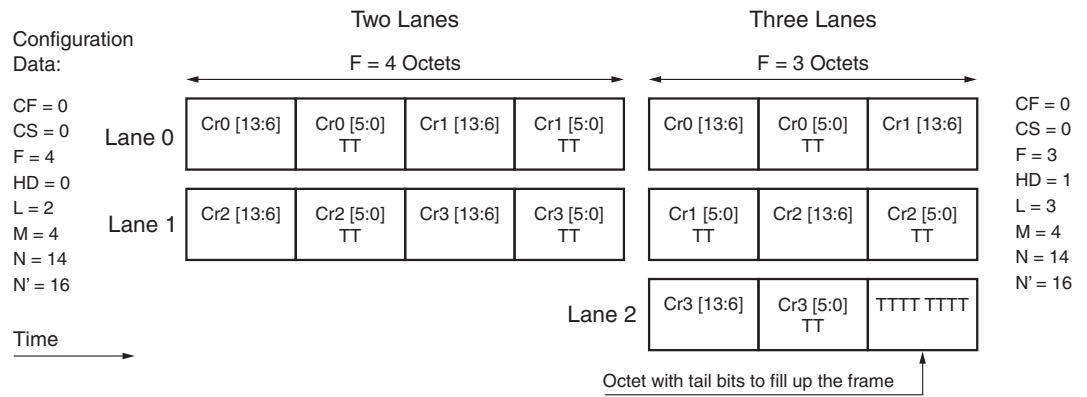 Two Lanes
Three Lanes
Configuration
Data:
F = 4 Octets
F = 3 Octets
CF = 0
CS = 0
F = 4
HD = 0
L = 2
M = 4
N = 14
N' = 16
Lane 0
Cr0 [13:6]
Cr0 [5:0]
TT
Cr1 [13:6]
Cr1 [5:0]
TT
Cr0 [13:6]
Cr0 [5:0]
TT
Cr1 [13:6]
Lane 1
Cr2 [13:6]
Cr2 [5:0]
TT
Cr3 [13:6]
Cr3 [5:0]
TT
Cr1 [5:0]
TT
Cr2 [13:6]
Cr2 [5:0]
TT
CF = 0
CS = 0
F = 3
HD = 1
L = 3
M = 4
N = 14
N' = 16
Lane 2
Cr3 [13:6]
Cr3 [5:0]
TT
TTTT TTTT
Time
Octet with tail bits to fill up the frame